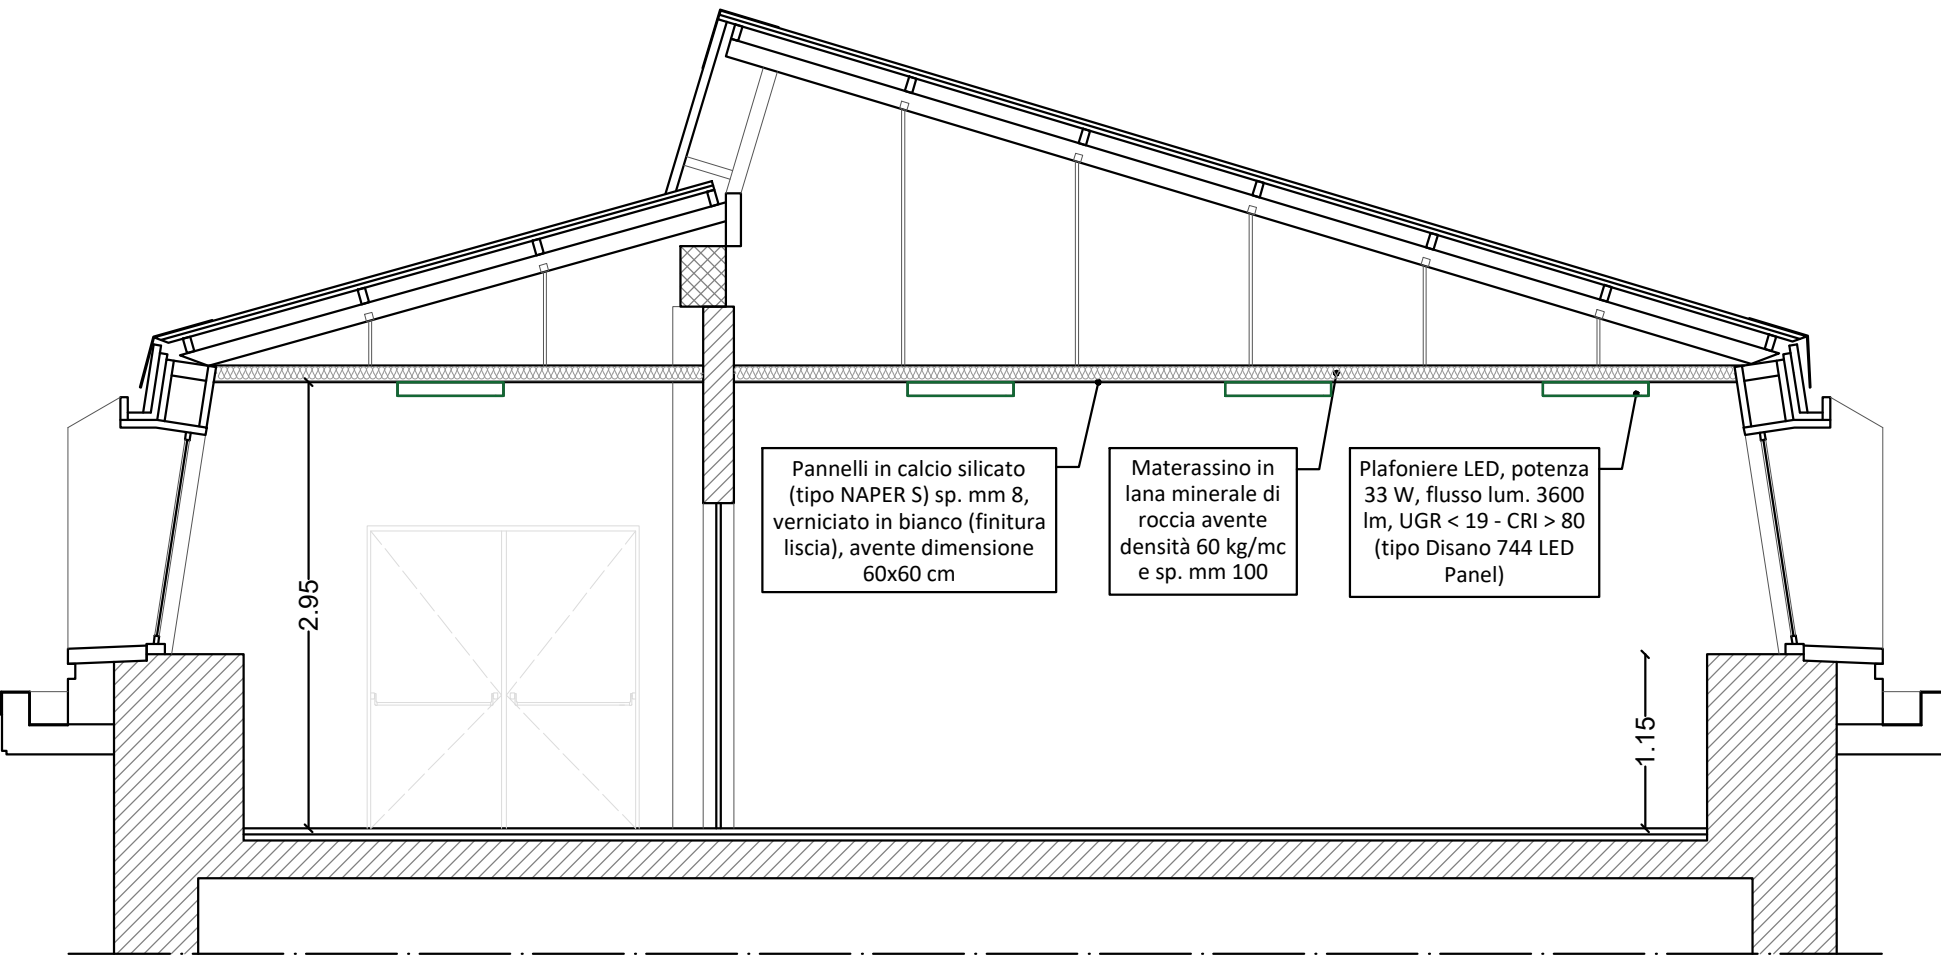 Pannelli in calcio silicato
(tipo NAPER S) sp. mm 8,
verniciato in bianco (finitura
liscia), avente dimensione
60x60 cm
Materassino in
lana minerale di
roccia avente
densità 60 kg/mc
e sp. mm 100
Plafoniere LED, potenza
33 W, flusso lum. 3600
lm, UGR < 19 - CRI > 80
(tipo Disano 744 LED
Panel)
2.95
1.15